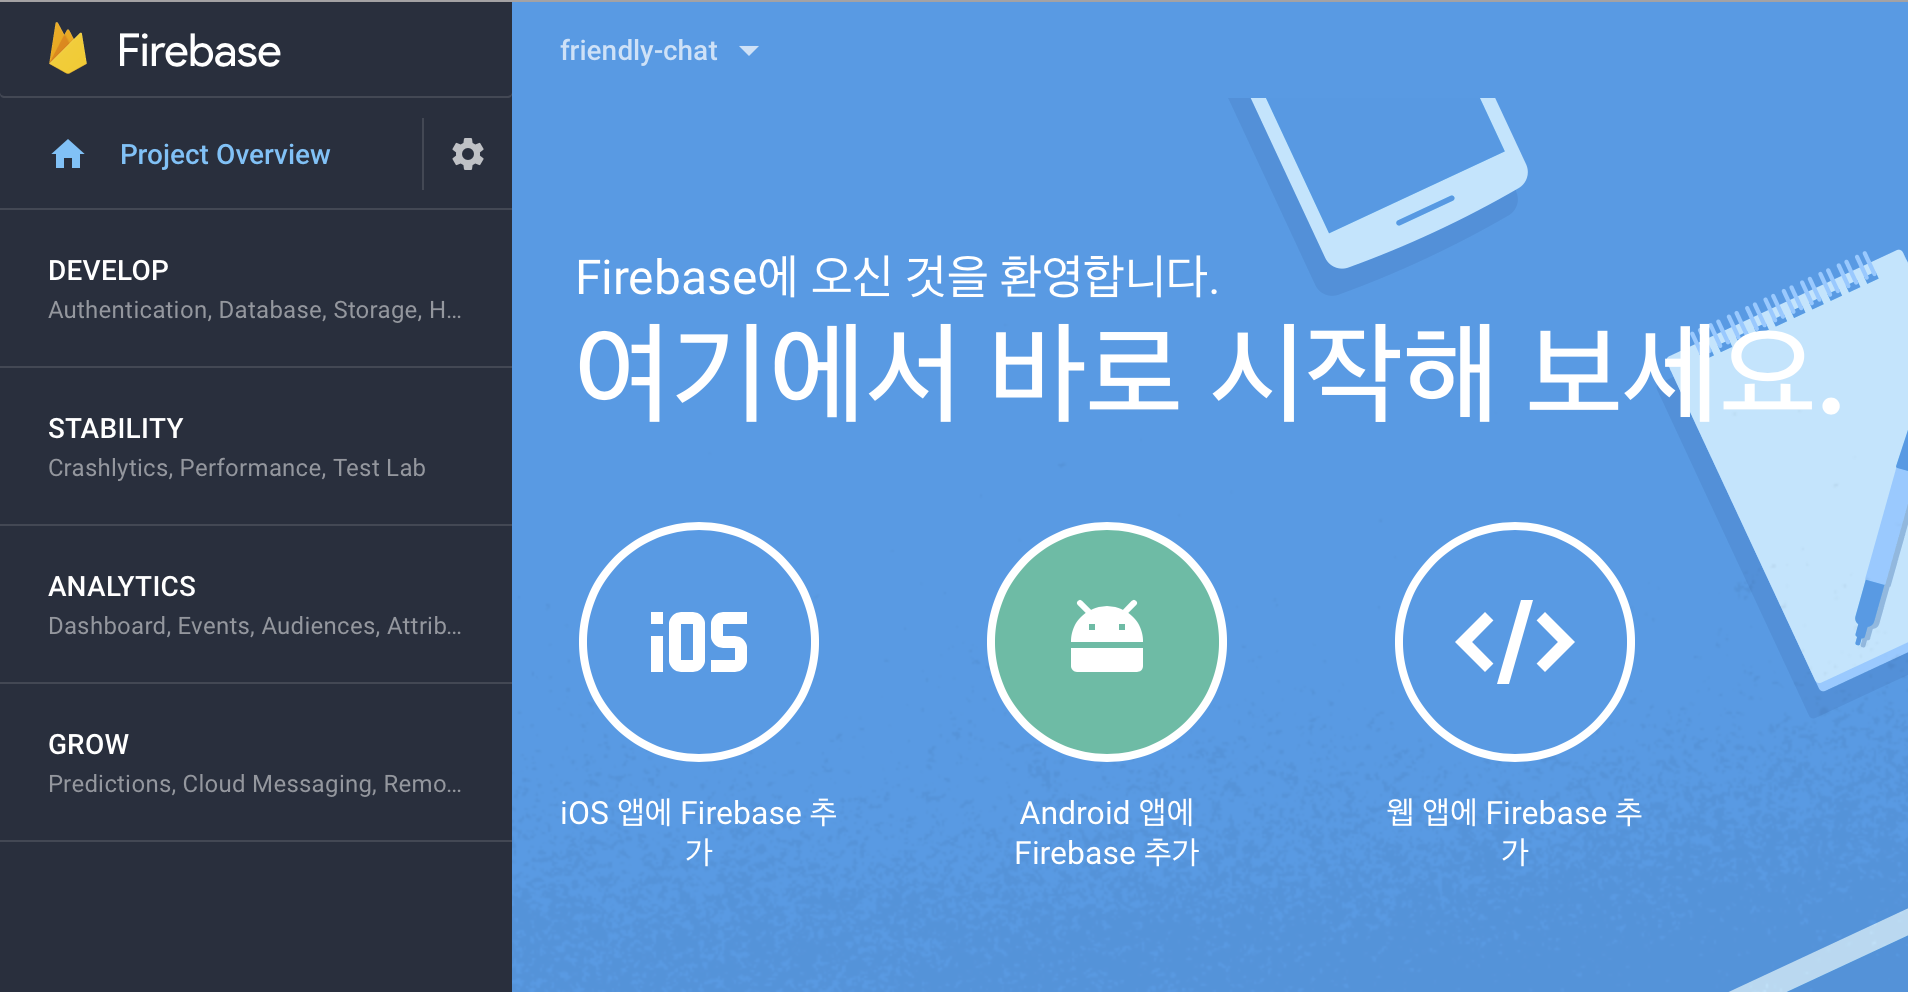 Firebase
friendly-chat
Project Overview
DEVELOP
Authentication, Database, Storage, H...
STABILITY
Crashlytics, Performance, Test Lab
ANALYTICS
Dashboard, Events, Audiences, Attrib...
GROW
Predictions, Cloud Messaging, Remo...
Firebase에 오신 것을 환영합니다.
여기에서 바로 시작해 보세요.
iOS
</>
iOS 앱에 Firebase 추
가
Android 앱에
Firebase 추가
웹 앱에 Firebase 추
가